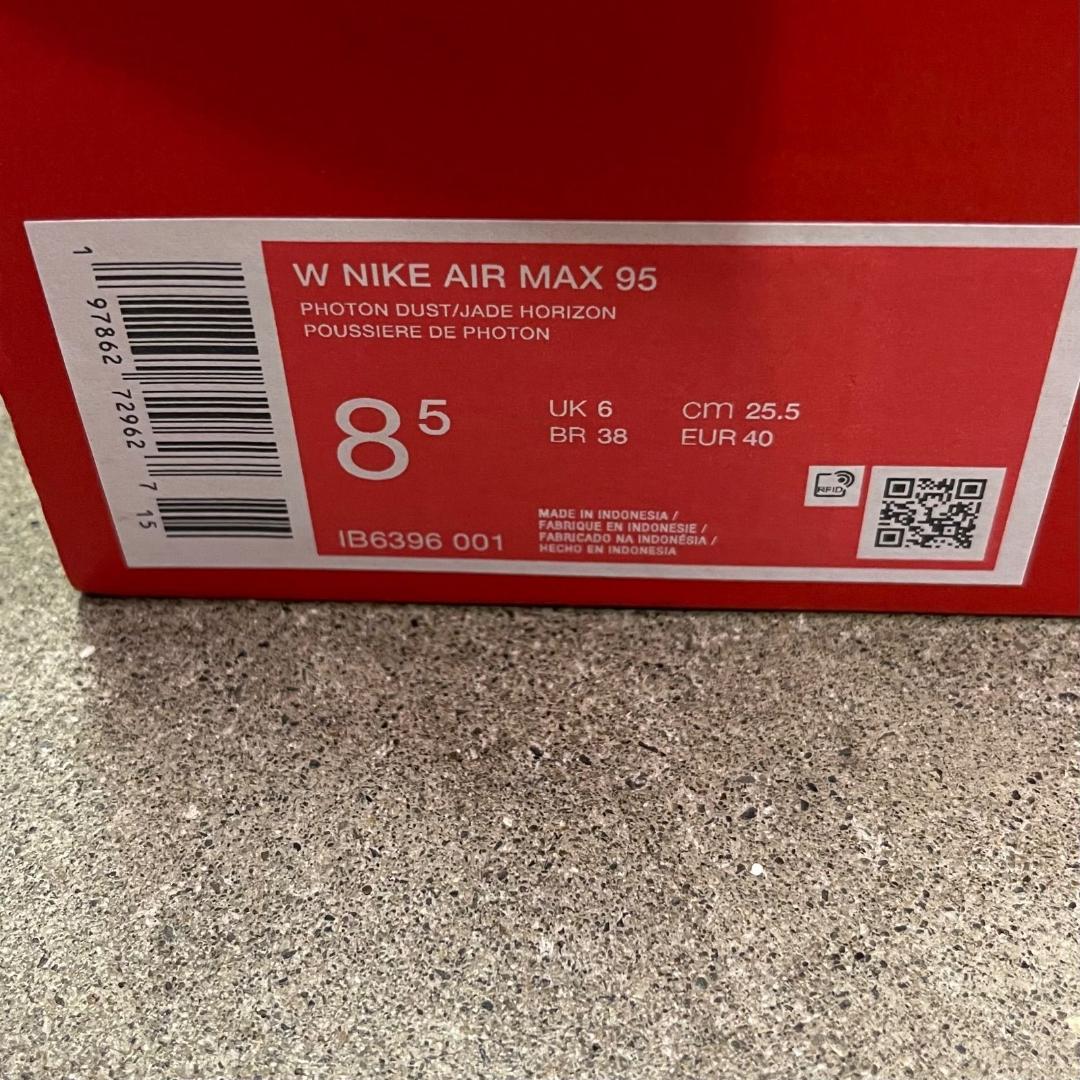 W NIKE AIR MAX 95
PHOTON DUST/JADE HORIZON
POUSSIERE DE PHOTON
8 5
UK 6
BR 38
cm 25.5
EUR 40
RFID
IB6396 001
MADE IN INDONESIA /
FABRIQUE EN INDONESIE /
FABRICADO NA INDONÉSIA /
HECHO EN INDONESIA
1 97862 72962 7 15